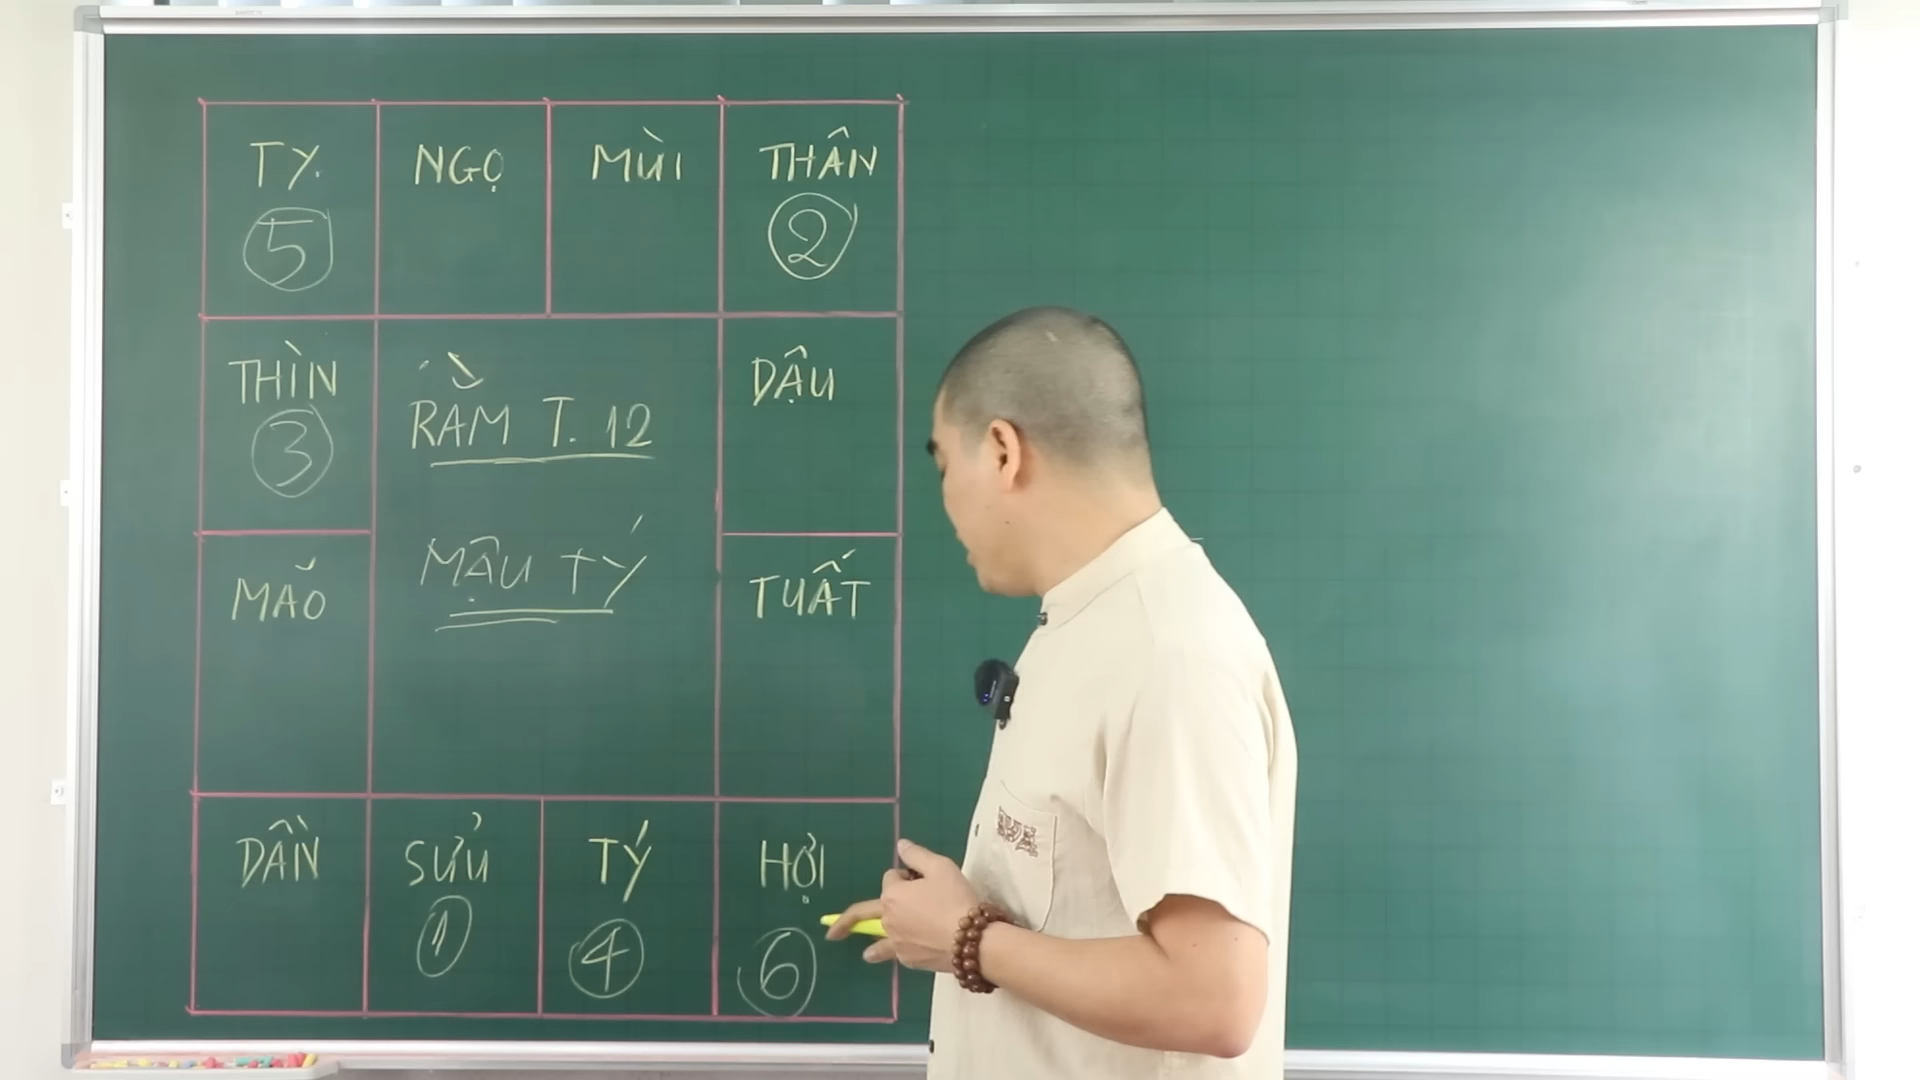 TỴ
5
NGỌ
MÙI
THÂN
2
THÌN
3
RẰM T. 12
MẬU TÝ
DẬU
MÃO
TUẤT
DẦN
SỬU
1
TÝ
4
HỢI
6